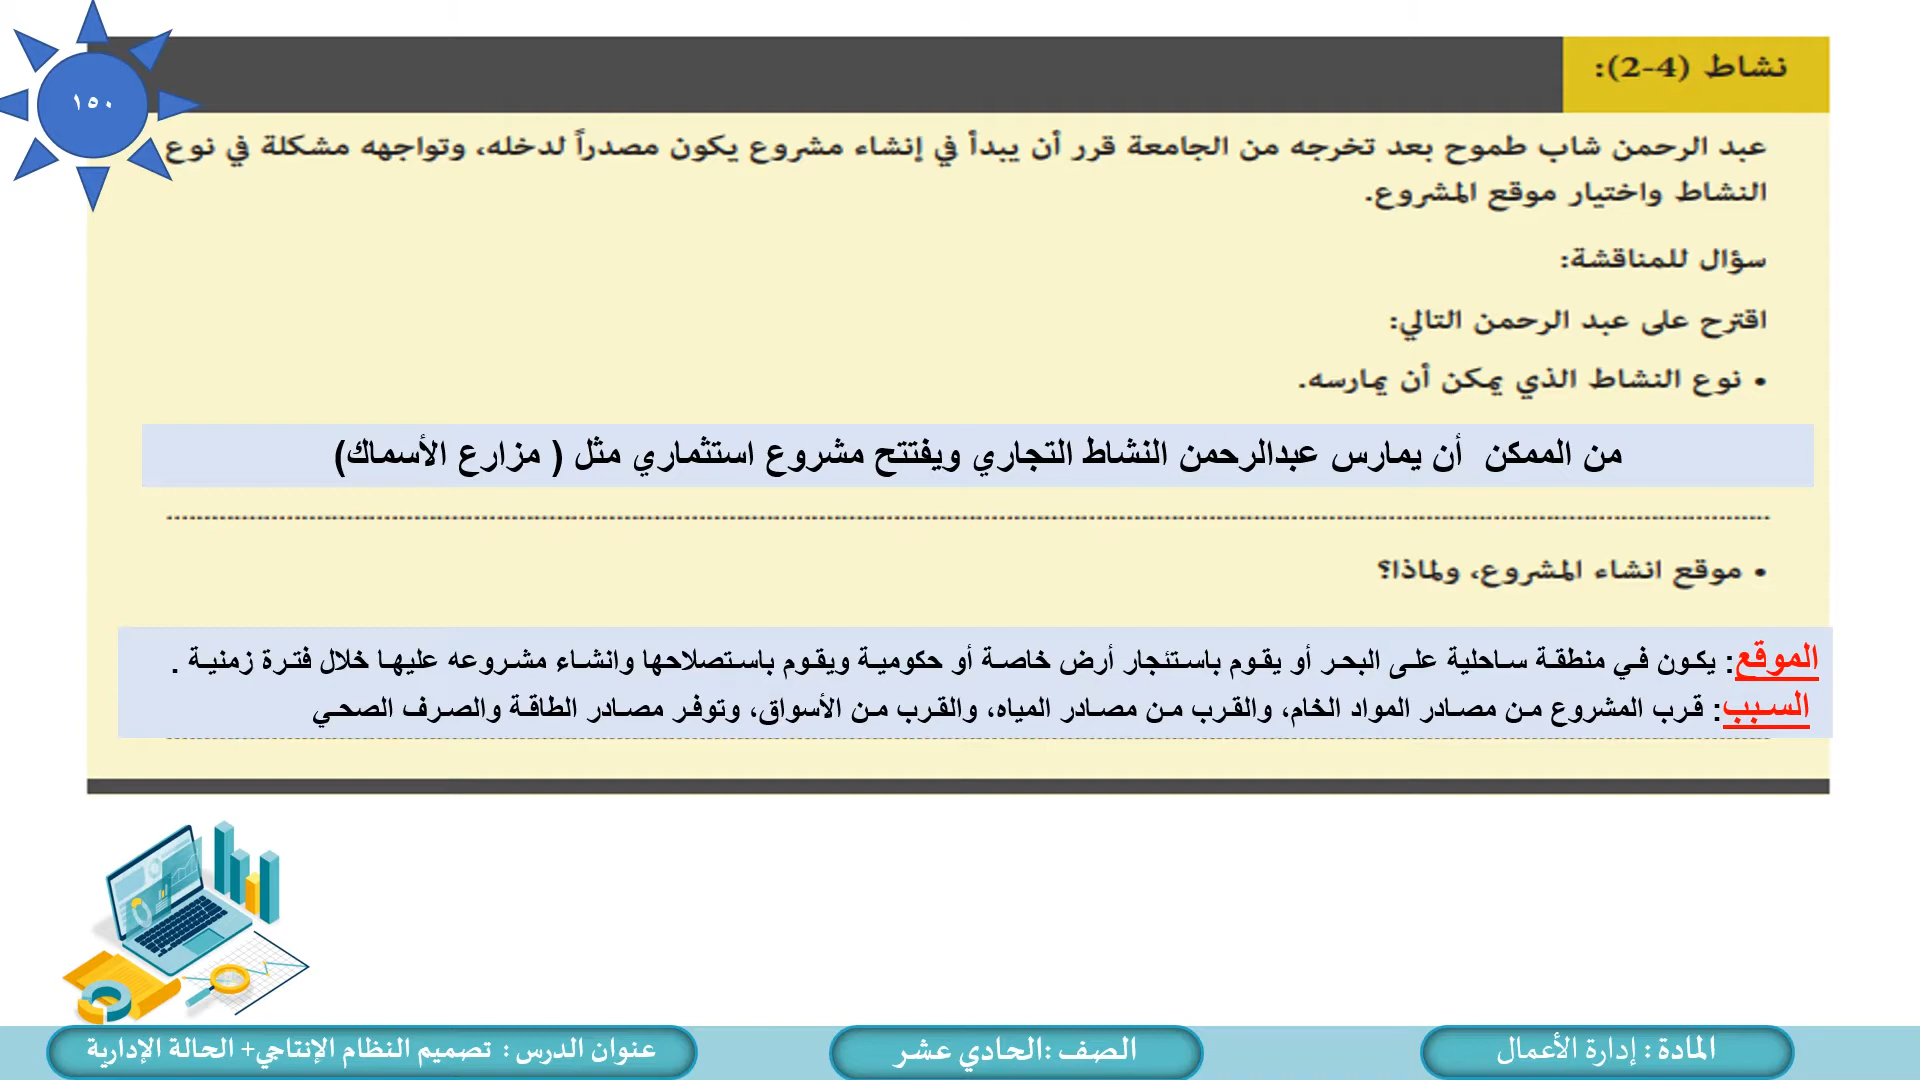 نشاط (4-2):
١٥٠
عبد الرحمن شاب طموح بعد تخرجه من الجامعة قرر أن يبدأ في إنشاء مشروع يكون مصدراً لدخله، وتواجهه مشكلة في نوع
النشاط واختيار موقع المشروع.
سؤال للمناقشة:
اقترح على عبد الرحمن التالي:
• نوع النشاط الذي يمكن أن يمارسه.
من الممكن أن يمارس عبدالرحمن النشاط التجاري ويفتتح مشروع استثماري مثل ( مزارع الأسماك)
• موقع انشاء المشروع، ولماذا؟
الموقع: يكون في منطقة ساحلية على البحر أو يقوم باستئجار أرض خاصة أو حكومية ويقوم باستصلاحها وانشاء مشروعه عليها خلال فترة زمنية .
السبب: قرب المشروع من مصادر المواد الخام، والقرب من مصادر المياه، والقرب من الأسواق، وتوفر مصادر الطاقة والصرف الصحي
المادة : إدارة الأعمال
الصف :الحادي عشر
عنوان الدرس : تصميم النظام الإنتاجي+ الحالة الإدارية